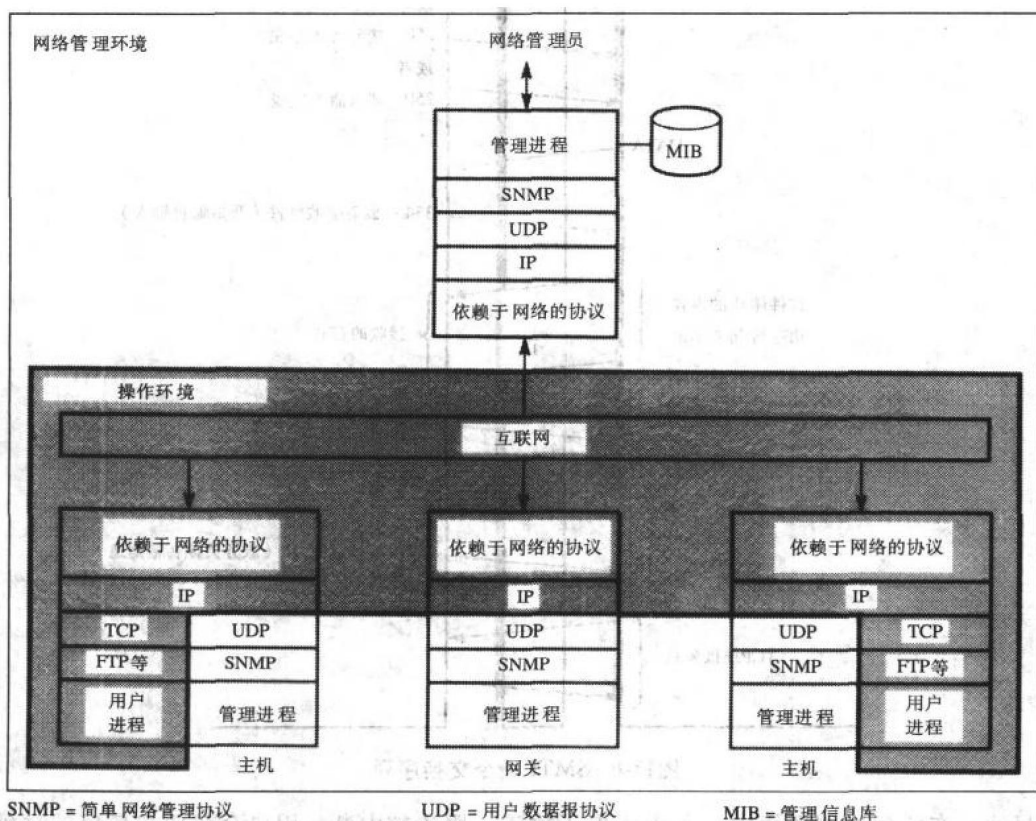 网络管理环境
网络管理员
管理进程
MIB
SNMP
UDP
IP
依赖于网络的协议
操作环境
互联网
依赖于网络的协议 依赖于网络的协议 依赖于网络的协议
IP IP IP
TCP UDP UDP UDP TCP
FTP等 SNMP SNMP SNMP FTP等
用户进程 管理进程 管理进程 管理进程 用户进程
主机 网关 主机
SNMP = 简单网络管理协议 UDP = 用户数据报协议 MIB = 管理信息库